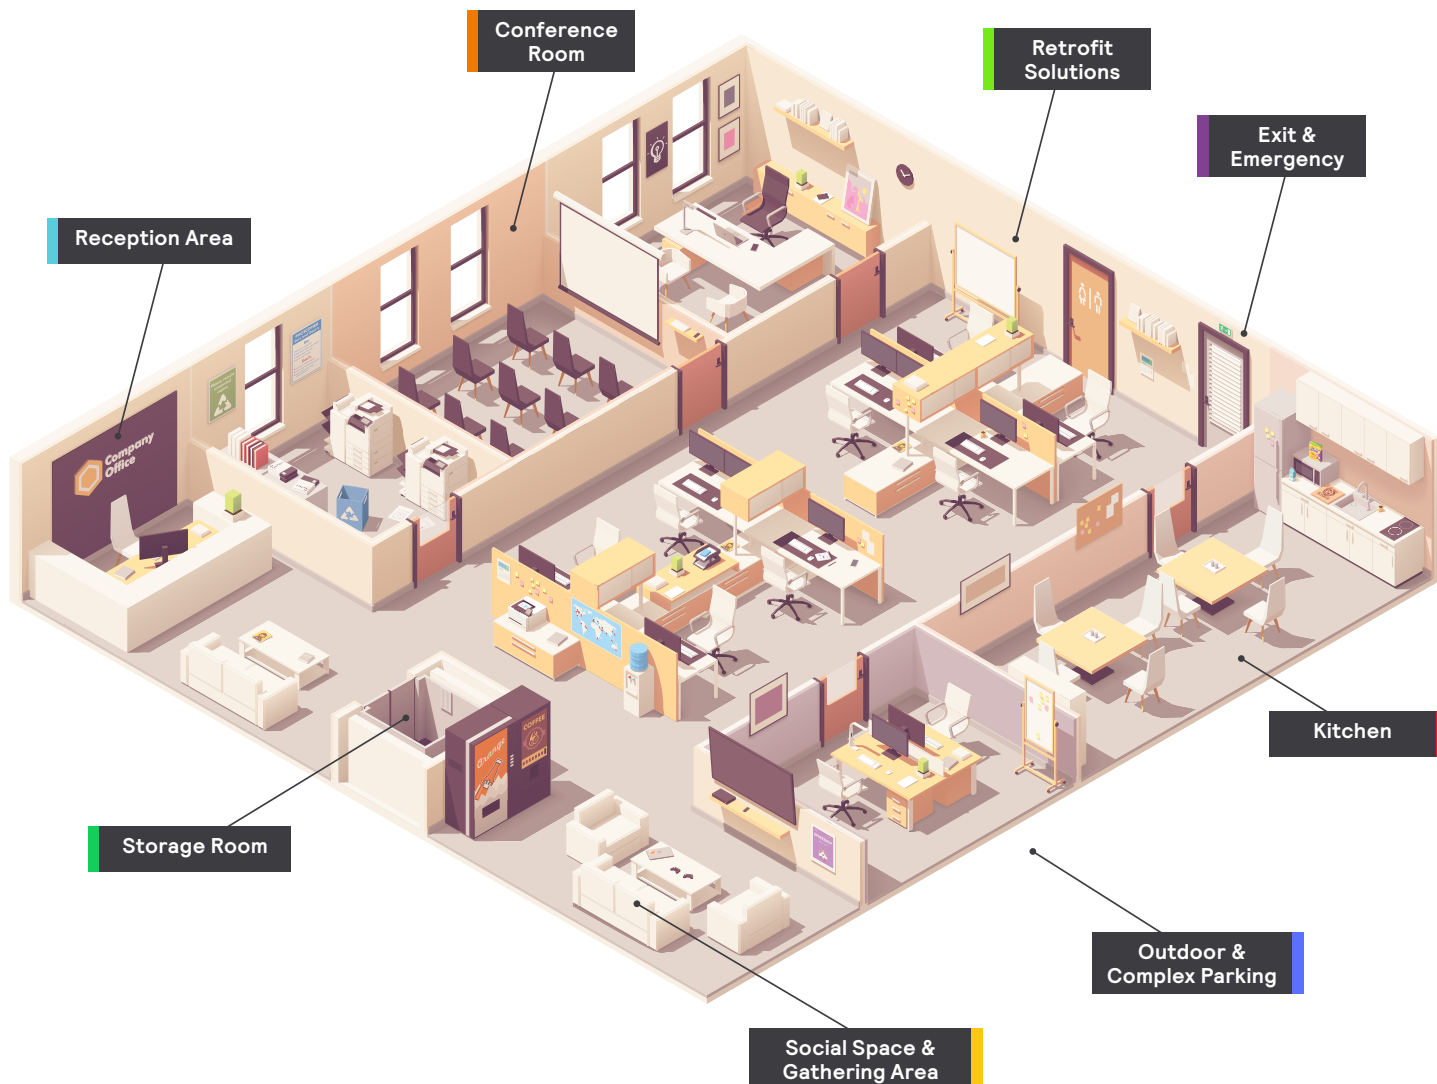 Conference
Room
Retrofit
Solutions
Exit &
Emergency
Reception Area
Company
Office
Orange
COFFEE
Kitchen
Storage Room
Outdoor &
Complex Parking
Social Space &
Gathering Area